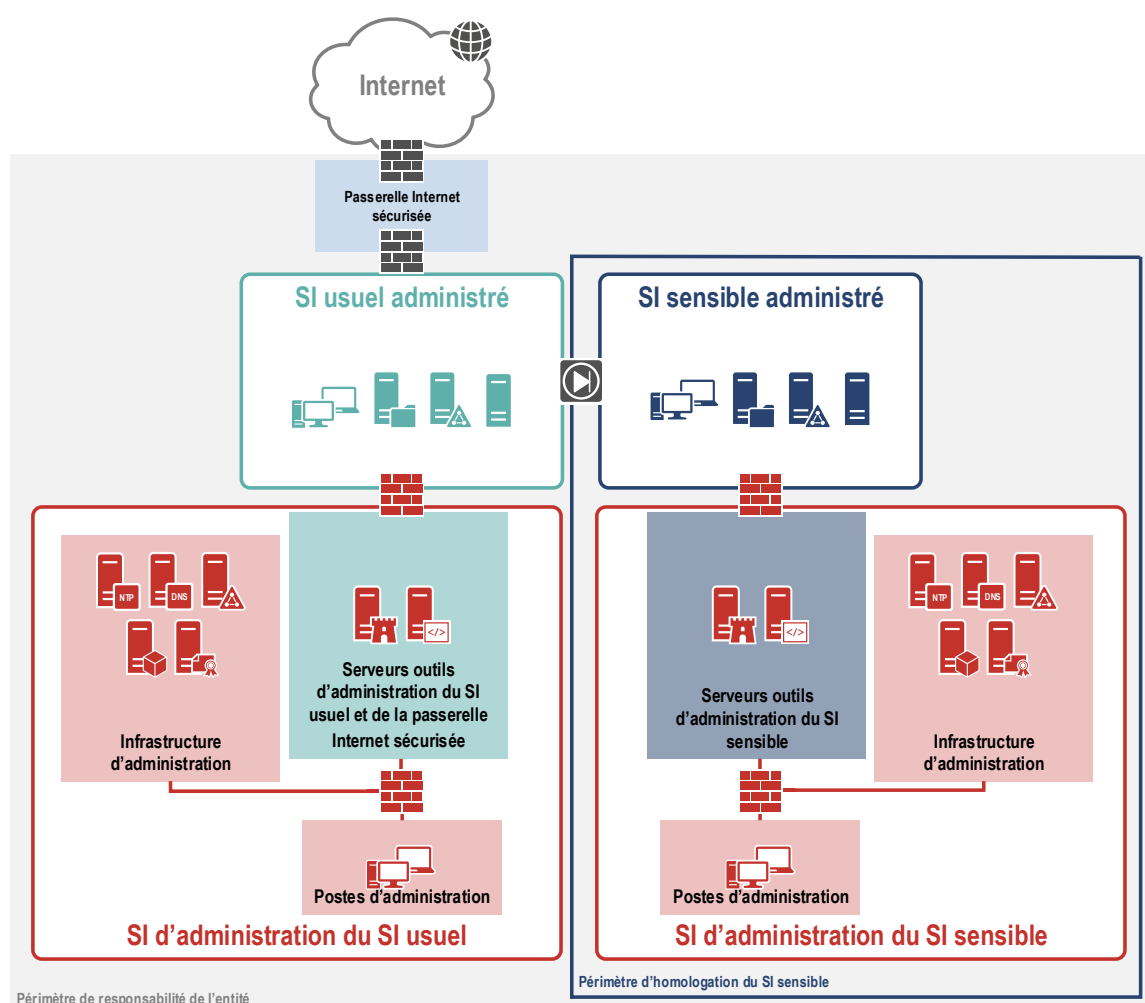 Internet
Passerelle Internet
sécurisée
SI usuel administré
SI sensible administré
NTP
DNS
</>
Serveurs outils
d'administration du SI
usuel et de la passerelle
Internet sécurisée
Infrastructure
d'administration
Postes d'administration
SI d'administration du SI usuel
</>
NTP
DNS
Serveurs outils
d'administration du SI
sensible
Infrastructure
d'administration
Postes d'administration
SI d'administration du SI sensible
Périmètre d'homologation du SI sensible
Périmètre de responsabilité de l'entité